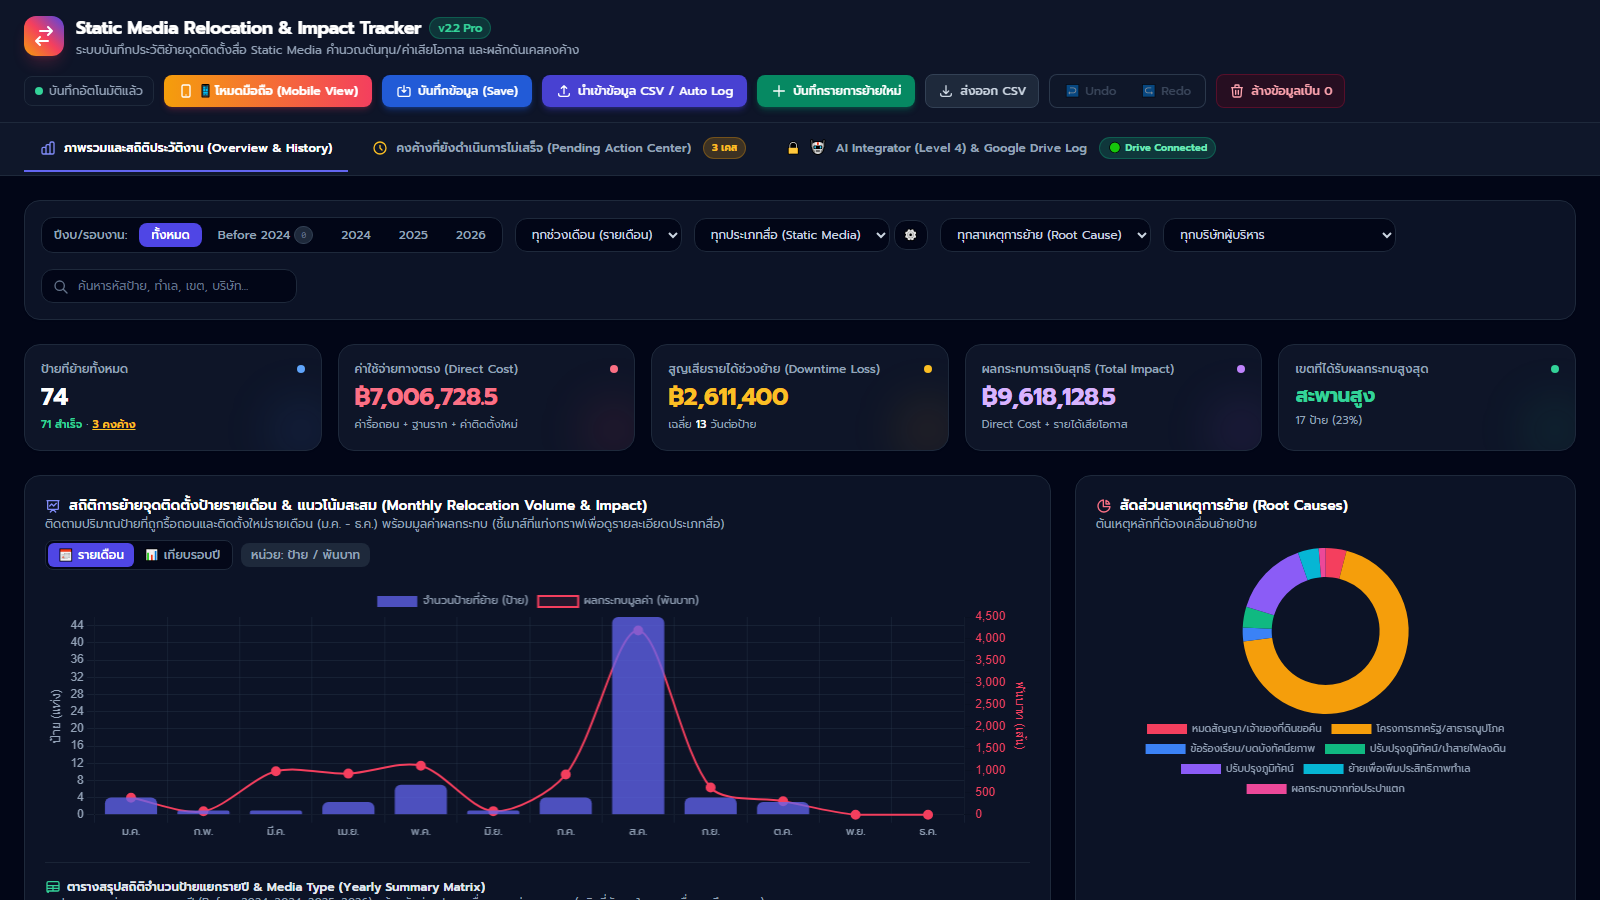 Static Media Relocation & Impact Tracker v2.2 Pro
ระบบบันทึกประวัติย้ายจุดติดตั้งสื่อ Static Media คำนวณต้นทุน/ค่าเสียโอกาส และผลักดันเคสคงค้าง
บันทึกอัตโนมัติแล้ว โหมดมือถือ (Mobile View) บันทึกข้อมูล (Save) นำเข้าข้อมูล CSV / Auto Log บันทึกรายการย้ายใหม่ ส่งออก CSV Undo Redo ล้างข้อมูลเป็น 0
ภาพรวมและสถิติประวัติงาน (Overview & History) คงค้างที่ยังดำเนินการไม่เสร็จ (Pending Action Center) 3 เคส AI Integrator (Level 4) & Google Drive Log Drive Connected
ปีงบ/รอบงาน: ทั้งหมด Before 2024 2024 2025 2026 ทุกช่วงเดือน (รายเดือน) ทุกประเภทสื่อ (Static Media) ทุกสาเหตุการย้าย (Root Cause) ทุกบริษัทผู้บริหาร
ค้นหารหัสป้าย, ทำเล, เขต, บริษัท...
ป้ายที่ย้ายทั้งหมด
74
71 สำเร็จ · 3 คงค้าง
ค่าใช้จ่ายทางตรง (Direct Cost)
฿7,006,728.5
ค่ารื้อถอน + ฐานราก + ค่าติดตั้งใหม่
สูญเสียรายได้ช่วงย้าย (Downtime Loss)
฿2,611,400
เฉลี่ย 13 วันต่อป้าย
ผลกระทบการเงินสุทธิ (Total Impact)
฿9,618,128.5
Direct Cost + รายได้เสียโอกาส
เขตที่ได้รับผลกระทบสูงสุด
สะพานสูง
17 ป้าย (23%)
สถิติการย้ายจุดติดตั้งป้ายรายเดือน & แนวโน้มสะสม (Monthly Relocation Volume & Impact)
ติดตามปริมาณป้ายที่ถูกรื้อถอนและติดตั้งใหม่รายเดือน (ม.ค. - ธ.ค.) พร้อมมูลค่าผลกระทบ (ชี้เมาส์ที่แท่งกราฟเพื่อดูรายละเอียดประเภทสื่อ)
รายเดือน เทียบรอบปี หน่วย: ป้าย / พันบาท
จำนวนป้ายที่ย้าย (ป้าย) ผลกระทบมูลค่า (พันบาท)
ป้าย (แท่ง)
44
40
36
32
28
24
20
16
12
8
4
0
4,500
4,000
3,500
3,000
2,500
2,000
1,500
1,000
500
0
พันบาท (เส้น)
ม.ค. ก.พ. มี.ค. เม.ย. พ.ค. มิ.ย. ก.ค. ส.ค. ก.ย. ต.ค. พ.ย. ธ.ค.
ตารางสรุปสถิติจำนวนป้ายแยกรายปี & Media Type (Yearly Summary Matrix)
สัดส่วนสาเหตุการย้าย (Root Causes)
ต้นเหตุหลักที่ต้องเคลื่อนย้ายป้าย
หมดสัญญา/เจ้าของที่ดินขอคืน โครงการภาครัฐ/สาธารณูปโภค
ข้อร้องเรียน/บดบังทัศนียภาพ ปรับปรุงภูมิทัศน์/นำสายไฟลงดิน
ปรับปรุงภูมิทัศน์ ย้ายเพื่อเพิ่มประสิทธิภาพทำเล
ผลกระทบจากท่อประปาแตก